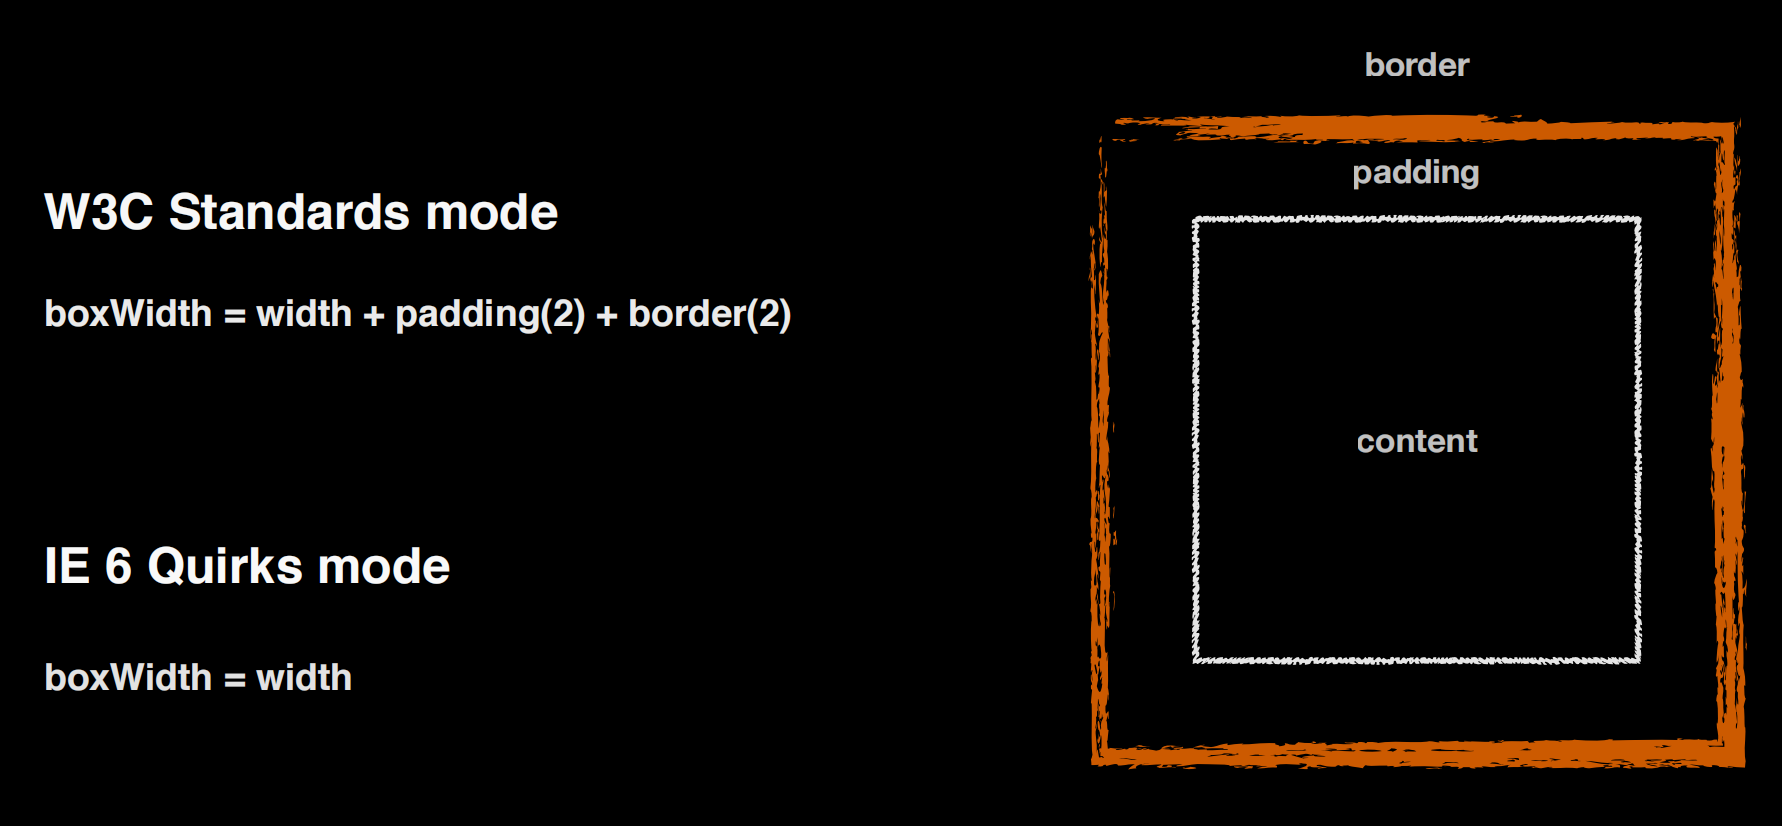 W3C Standards mode
boxWidth = width + padding(2) + border(2)
IE 6 Quirks mode
boxWidth = width
border
padding
content